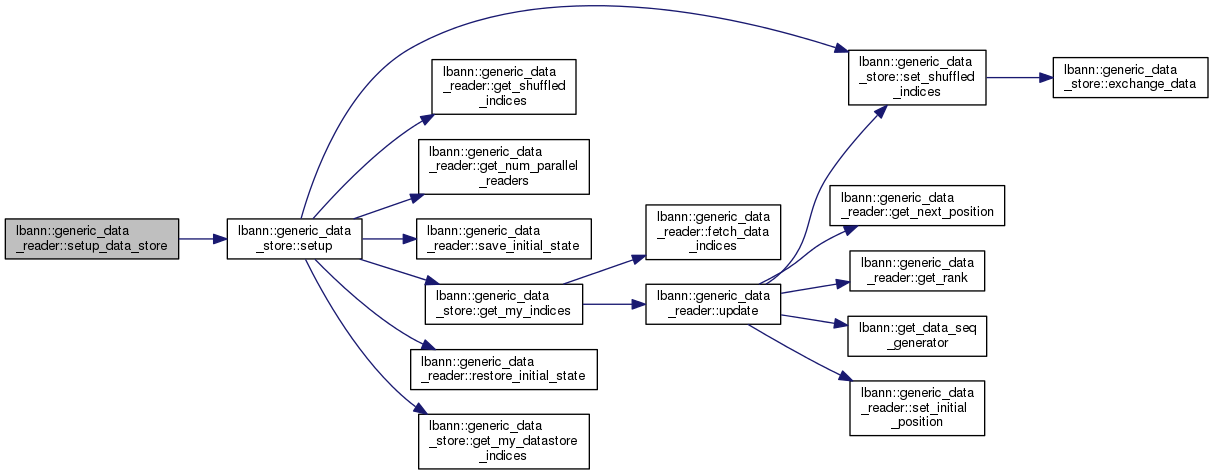 lbann::generic_data
_reader::setup_data_store
lbann::generic_data
_store::setup
lbann::generic_data
_reader::get_shuffled
_indices
lbann::generic_data
_reader::get_num_parallel
_readers
lbann::generic_data
_reader::save_initial_state
lbann::generic_data
_store::get_my_indices
lbann::generic_data
_reader::restore_initial_state
lbann::generic_data
_store::get_my_datastore
_indices
lbann::generic_data
_reader::fetch_data
_indices
lbann::generic_data
_reader::update
lbann::generic_data
_store::set_shuffled
_indices
lbann::generic_data
_reader::get_next_position
lbann::generic_data
_reader::get_rank
lbann::get_data_seq
_generator
lbann::generic_data
_reader::set_initial
_position
lbann::generic_data
_store::exchange_data